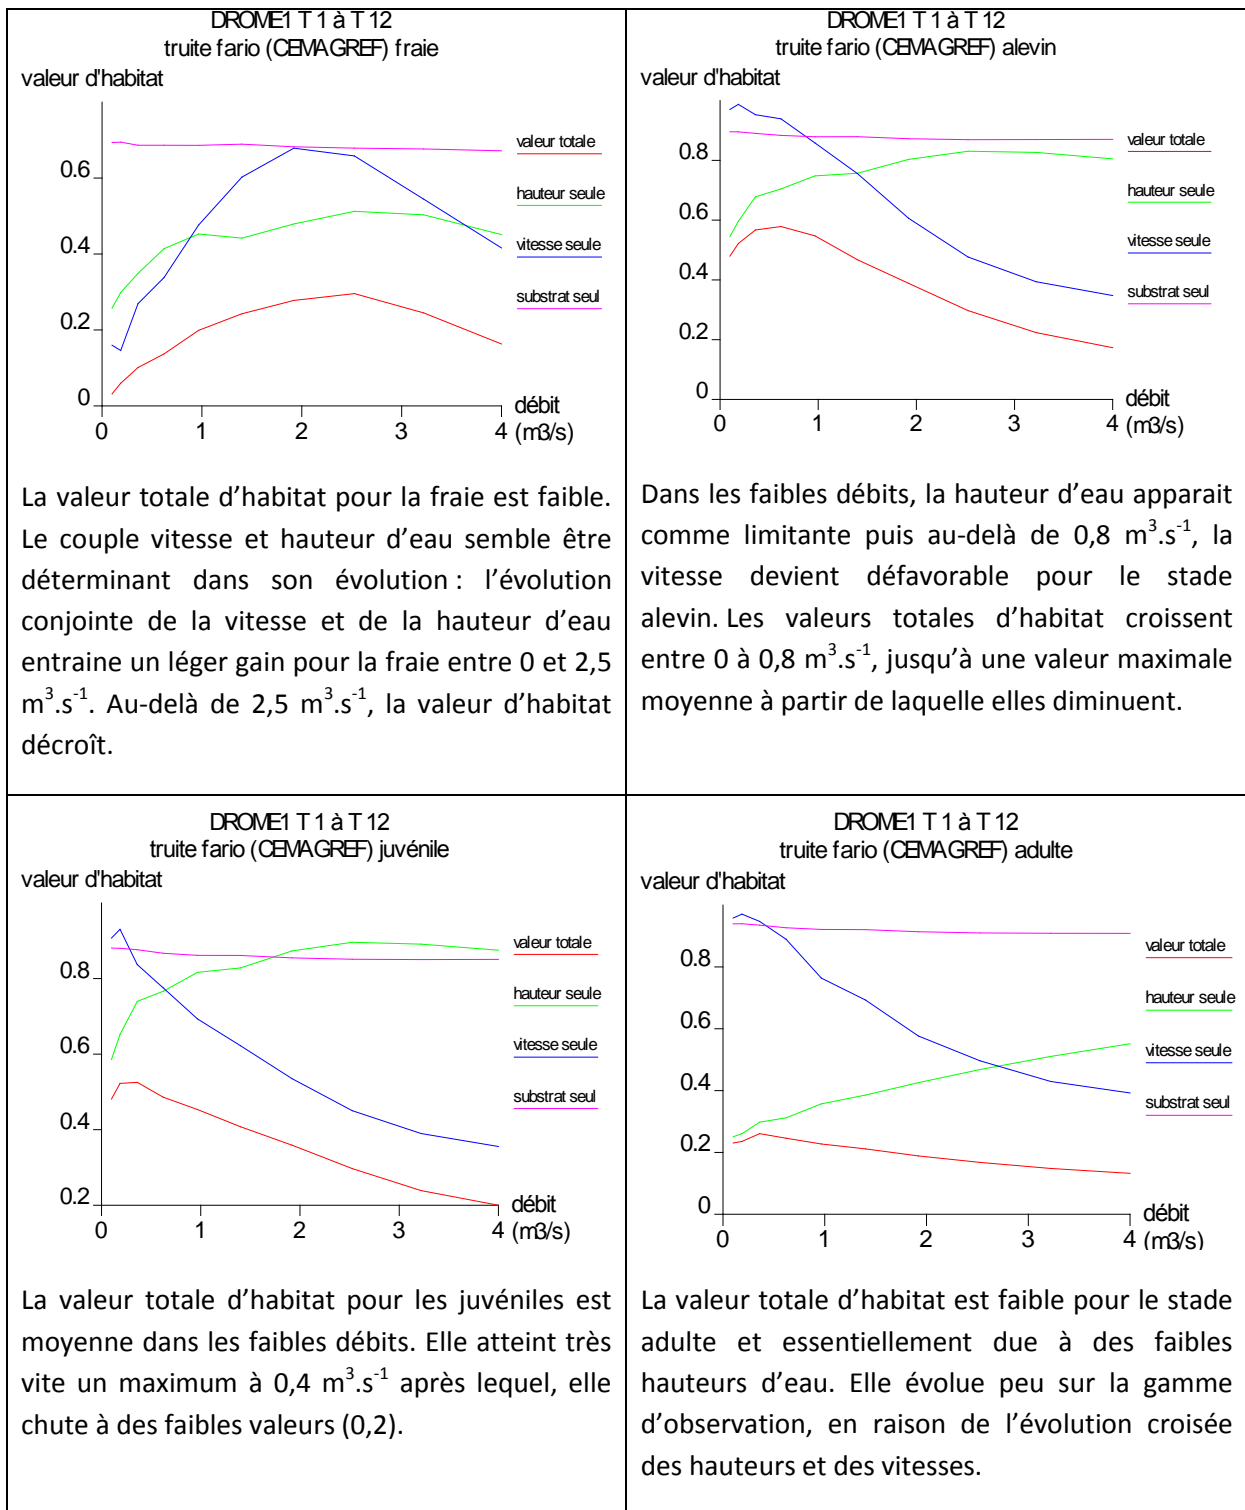 DROME1 T 1 à T 12
truite fario (CEMAGREF) fraie
valeur d'habitat
valeur totale
0.6
hauteur seule
0.4
vitesse seule
substrat seul
0.2
0
débit
0 1 2 3 4 (m3/s)
La valeur totale d’habitat pour la fraie est faible.
Le couple vitesse et hauteur d’eau semble être
déterminant dans son évolution : l’évolution
conjointe de la vitesse et de la hauteur d’eau
entraine un léger gain pour la fraie entre 0 et 2,5
m³.s⁻¹. Au-delà de 2,5 m³.s⁻¹, la valeur d’habitat
décroît.
DROME1 T 1 à T 12
truite fario (CEMAGREF) alevin
valeur d'habitat
valeur totale
0.8
hauteur seule
0.6
vitesse seule
0.4
substrat seul
0.2
0
débit
0 1 2 3 4 (m3/s)
Dans les faibles débits, la hauteur d’eau apparait
comme limitante puis au-delà de 0,8 m³.s⁻¹, la
vitesse devient défavorable pour le stade
alevin. Les valeurs totales d’habitat croissent
entre 0 à 0,8 m³.s⁻¹, jusqu’à une valeur maximale
moyenne à partir de laquelle elles diminuent.
DROME1 T 1 à T 12
truite fario (CEMAGREF) juvénile
valeur d'habitat
valeur totale
0.8
hauteur seule
0.6
vitesse seule
substrat seul
0.4
0.2
débit
0 1 2 3 4 (m3/s)
La valeur totale d’habitat pour les juvéniles est
moyenne dans les faibles débits. Elle atteint très
vite un maximum à 0,4 m³.s⁻¹ après lequel, elle
chute à des faibles valeurs (0,2).
DROME1 T 1 à T 12
truite fario (CEMAGREF) adulte
valeur d'habitat
valeur totale
0.8
hauteur seule
0.6
vitesse seule
0.4
substrat seul
0.2
0
débit
0 1 2 3 4 (m3/s)
La valeur totale d’habitat est faible pour le stade
adulte et essentiellement due à des faibles
hauteurs d’eau. Elle évolue peu sur la gamme
d’observation, en raison de l’évolution croisée
des hauteurs et des vitesses.